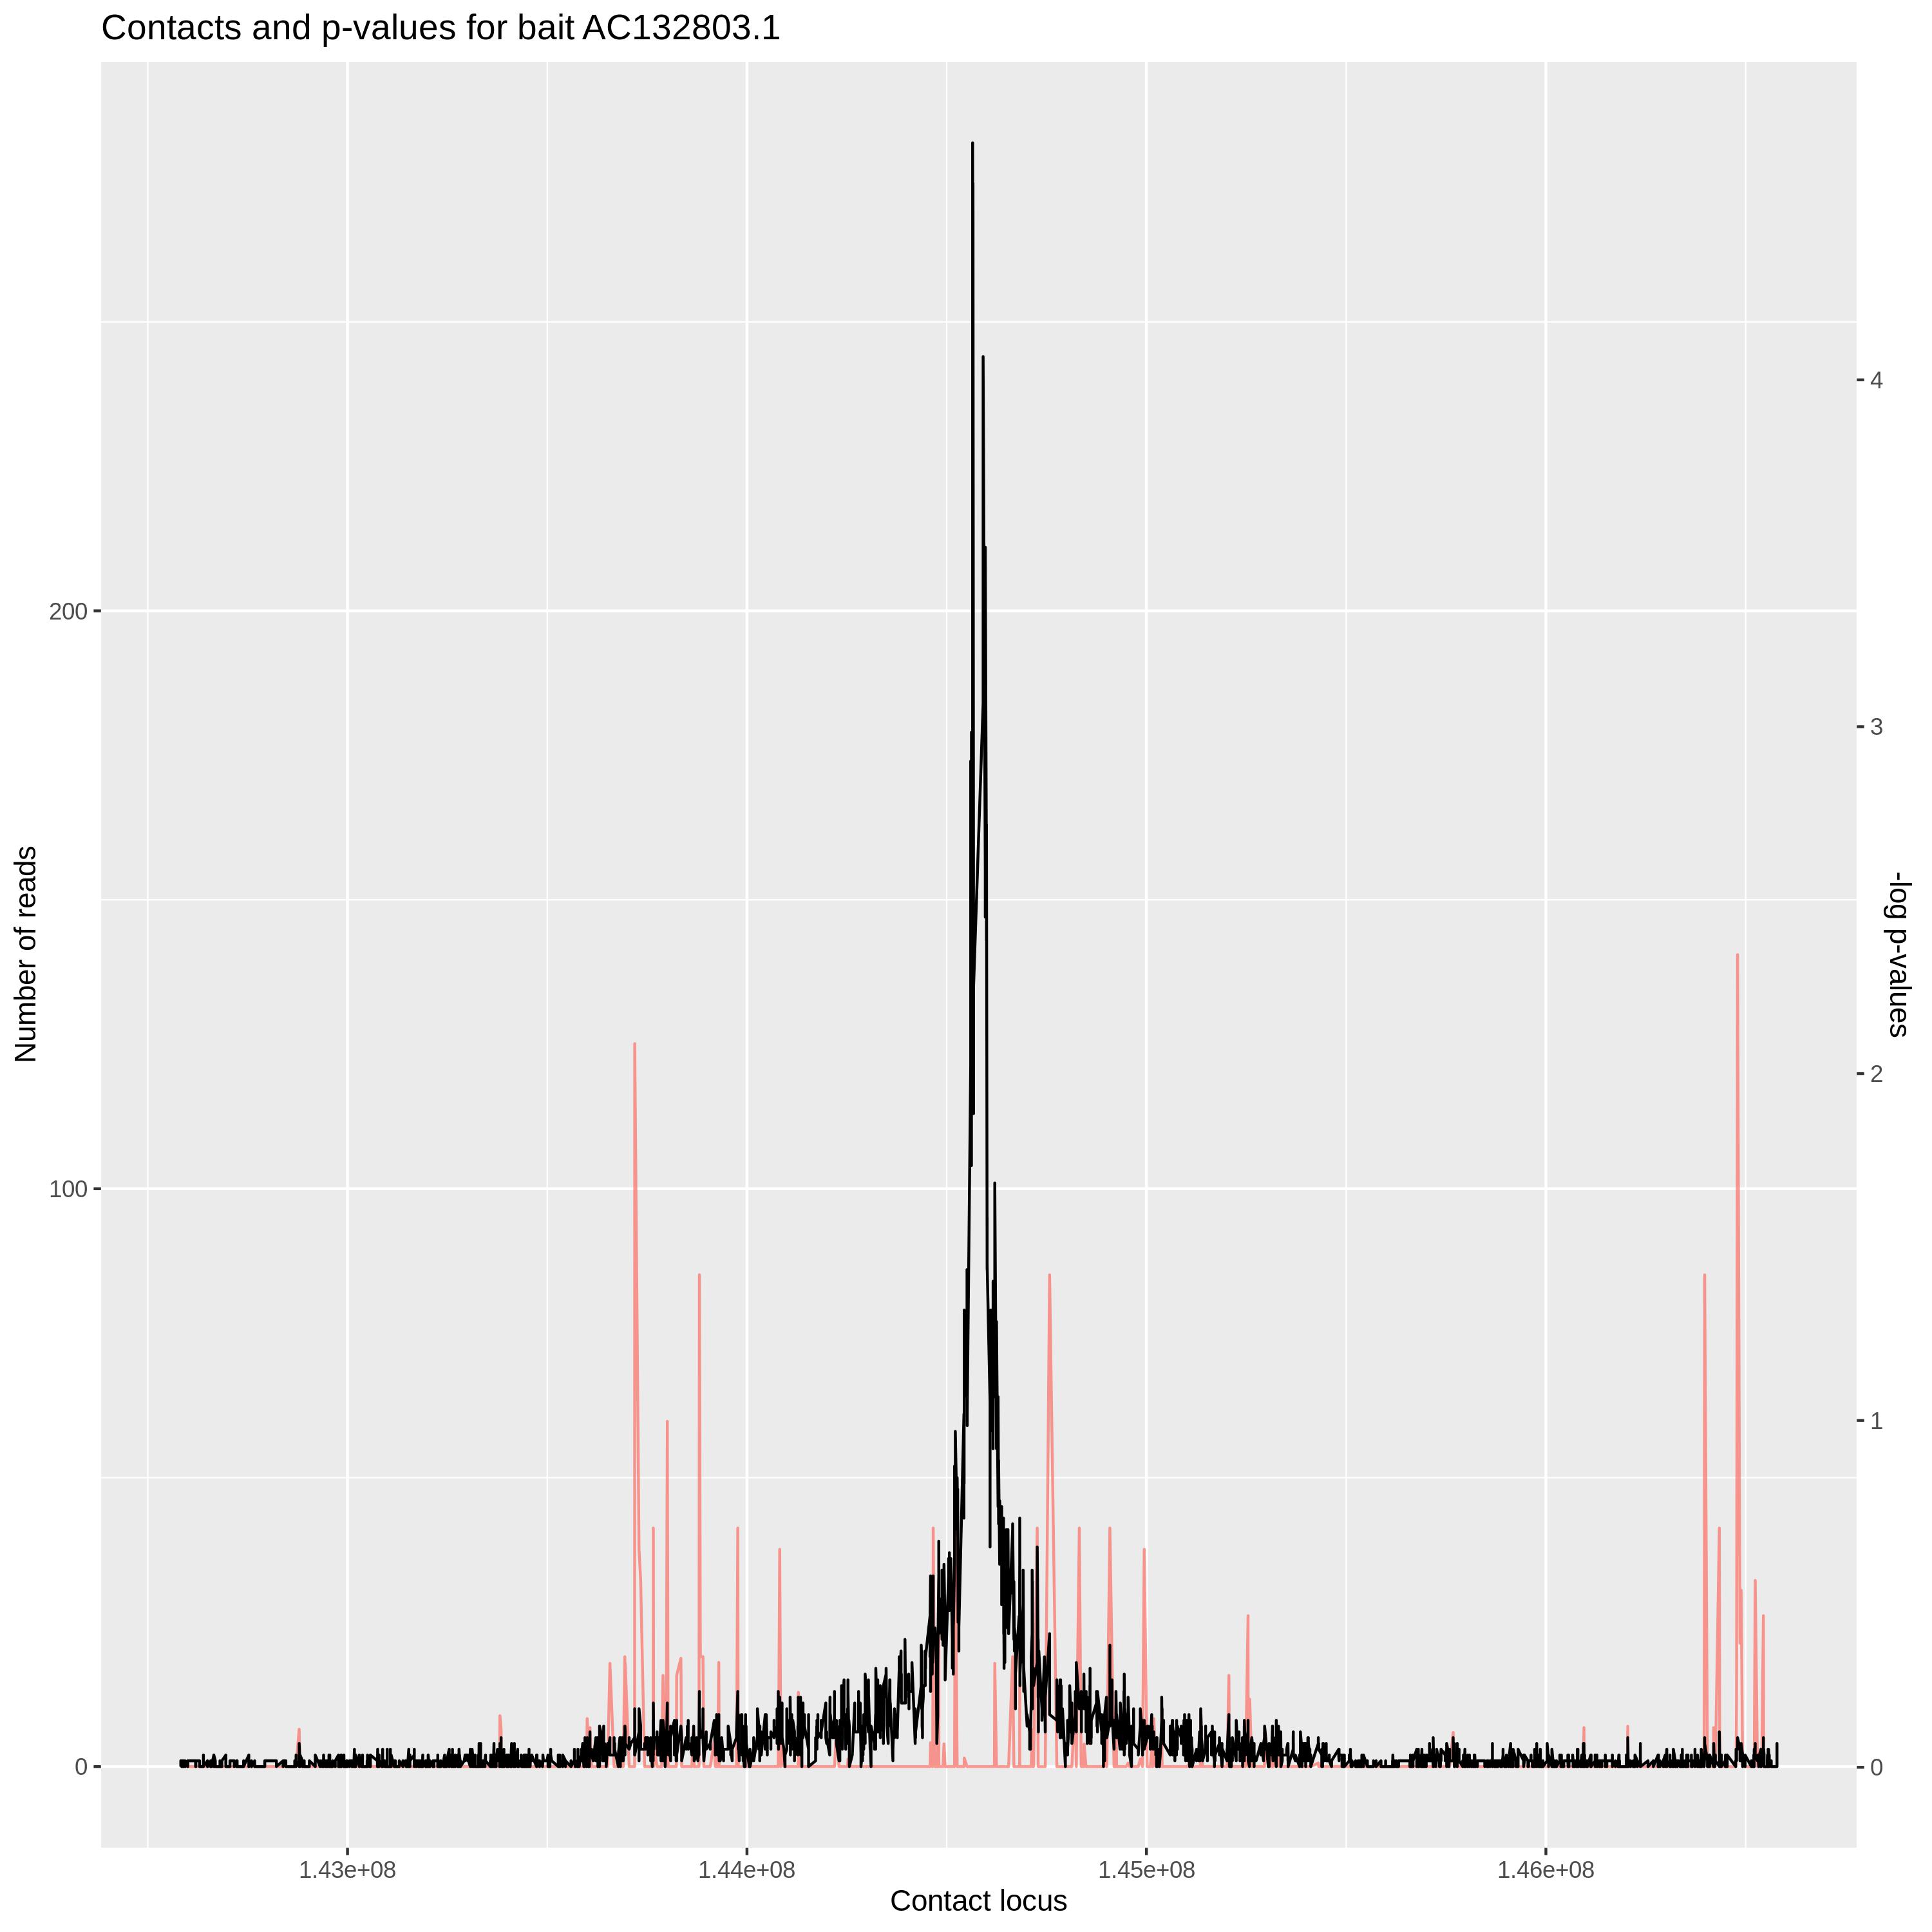 Contacts and p-values for bait AC132803.1
Number of reads
200
100
0
4
3
2
1
0
-log p-values
1.43e+08 1.44e+08 1.45e+08 1.46e+08
Contact locus